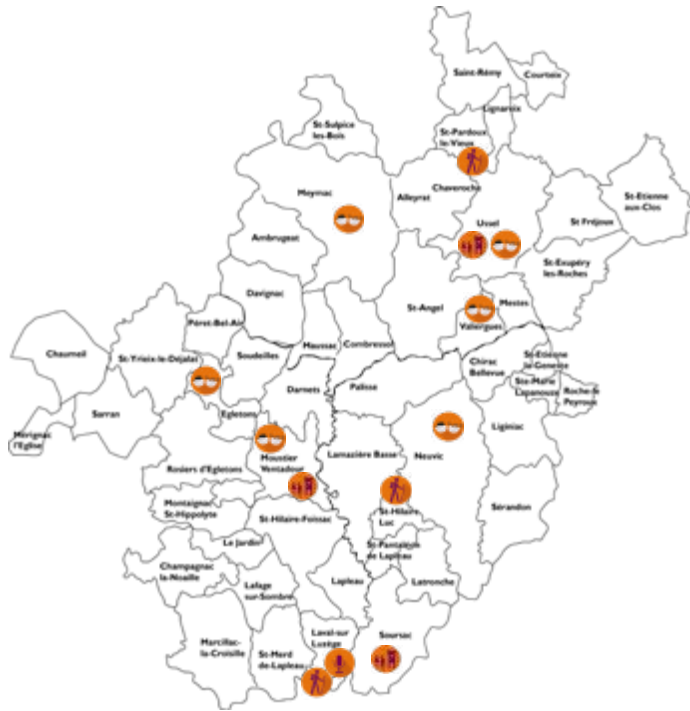 Saint-Rémy
Courteix
Lignareix
St-Sulpice
les-Bois
St-Pardoux
le-Vieux
Meymac
Alleyrat
Chaveroche
St-Etienne
aux-Clos
Ussel
St Fréjoux
Ambrugeat
St-Exupéry
les-Roches
Davignac
St-Angel
Mestes
Péret-Bel-Air
Valiergues
Maussac
Combressol
Chaumeil
St-Yrieix-le-Déjalat
Soudeilles
St-Etienne
la-Geneste
Chirac
Bellevue
Ste-Marie
Lapanouze
Darnets
Palisse
Roche-le
Peyroux
Sarran
Egletons
Liginiac
Mérignac
l'Eglise
Moustier
Ventadour
Lamazière Basse
Neuvic
Rosiers d'Egletons
Montaignac
St-Hippolyte
Sérandon
St-Hilaire-Foissac
St-Hilaire
Luc
Le Jardin
St-Pantaléon
de Lapleau
Champagnac
la-Noaille
Lapleau
Latronche
Lafage
sur-Sombre
Marcillac-
la-Croisille
St-Merd
de-Lapleau
Laval-sur
Luzège
Soursac